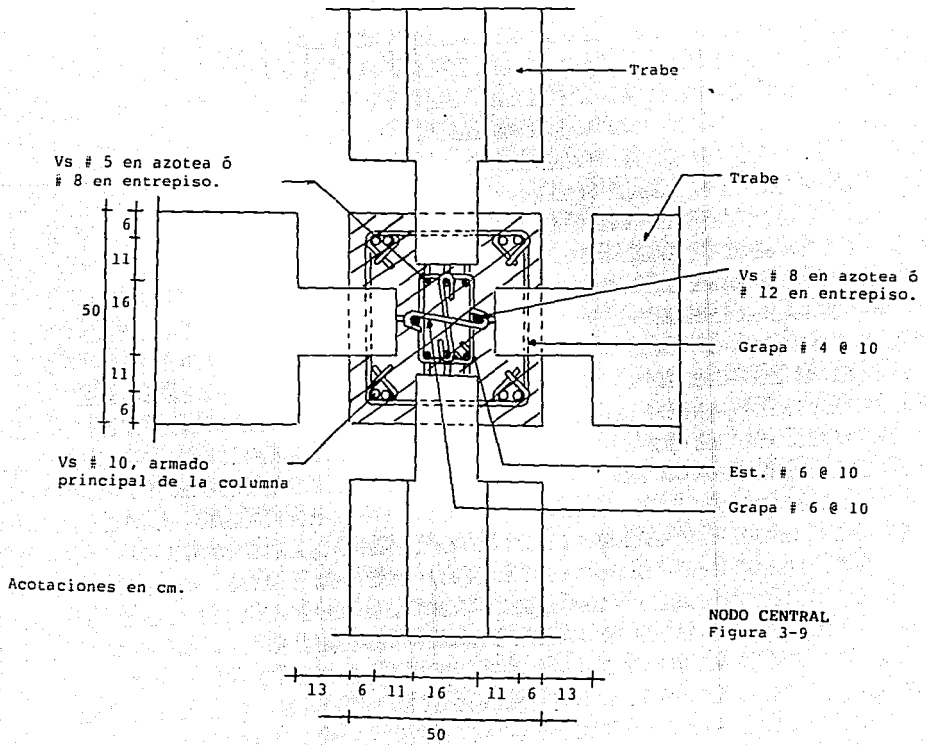 Trabe
Vs # 5 en azotea ó
# 8 en entrepiso.
Trabe
6
11
16
50
11
6
Vs # 8 en azotea ó
# 12 en entrepiso.
Grapa # 4 @ 10
Vs # 10, armado
principal de la columna
Est. # 6 @ 10
Grapa # 6 @ 10
Acotaciones en cm.
NODO CENTRAL
Figura 3-9
13 6 11 16 11 6 13
50